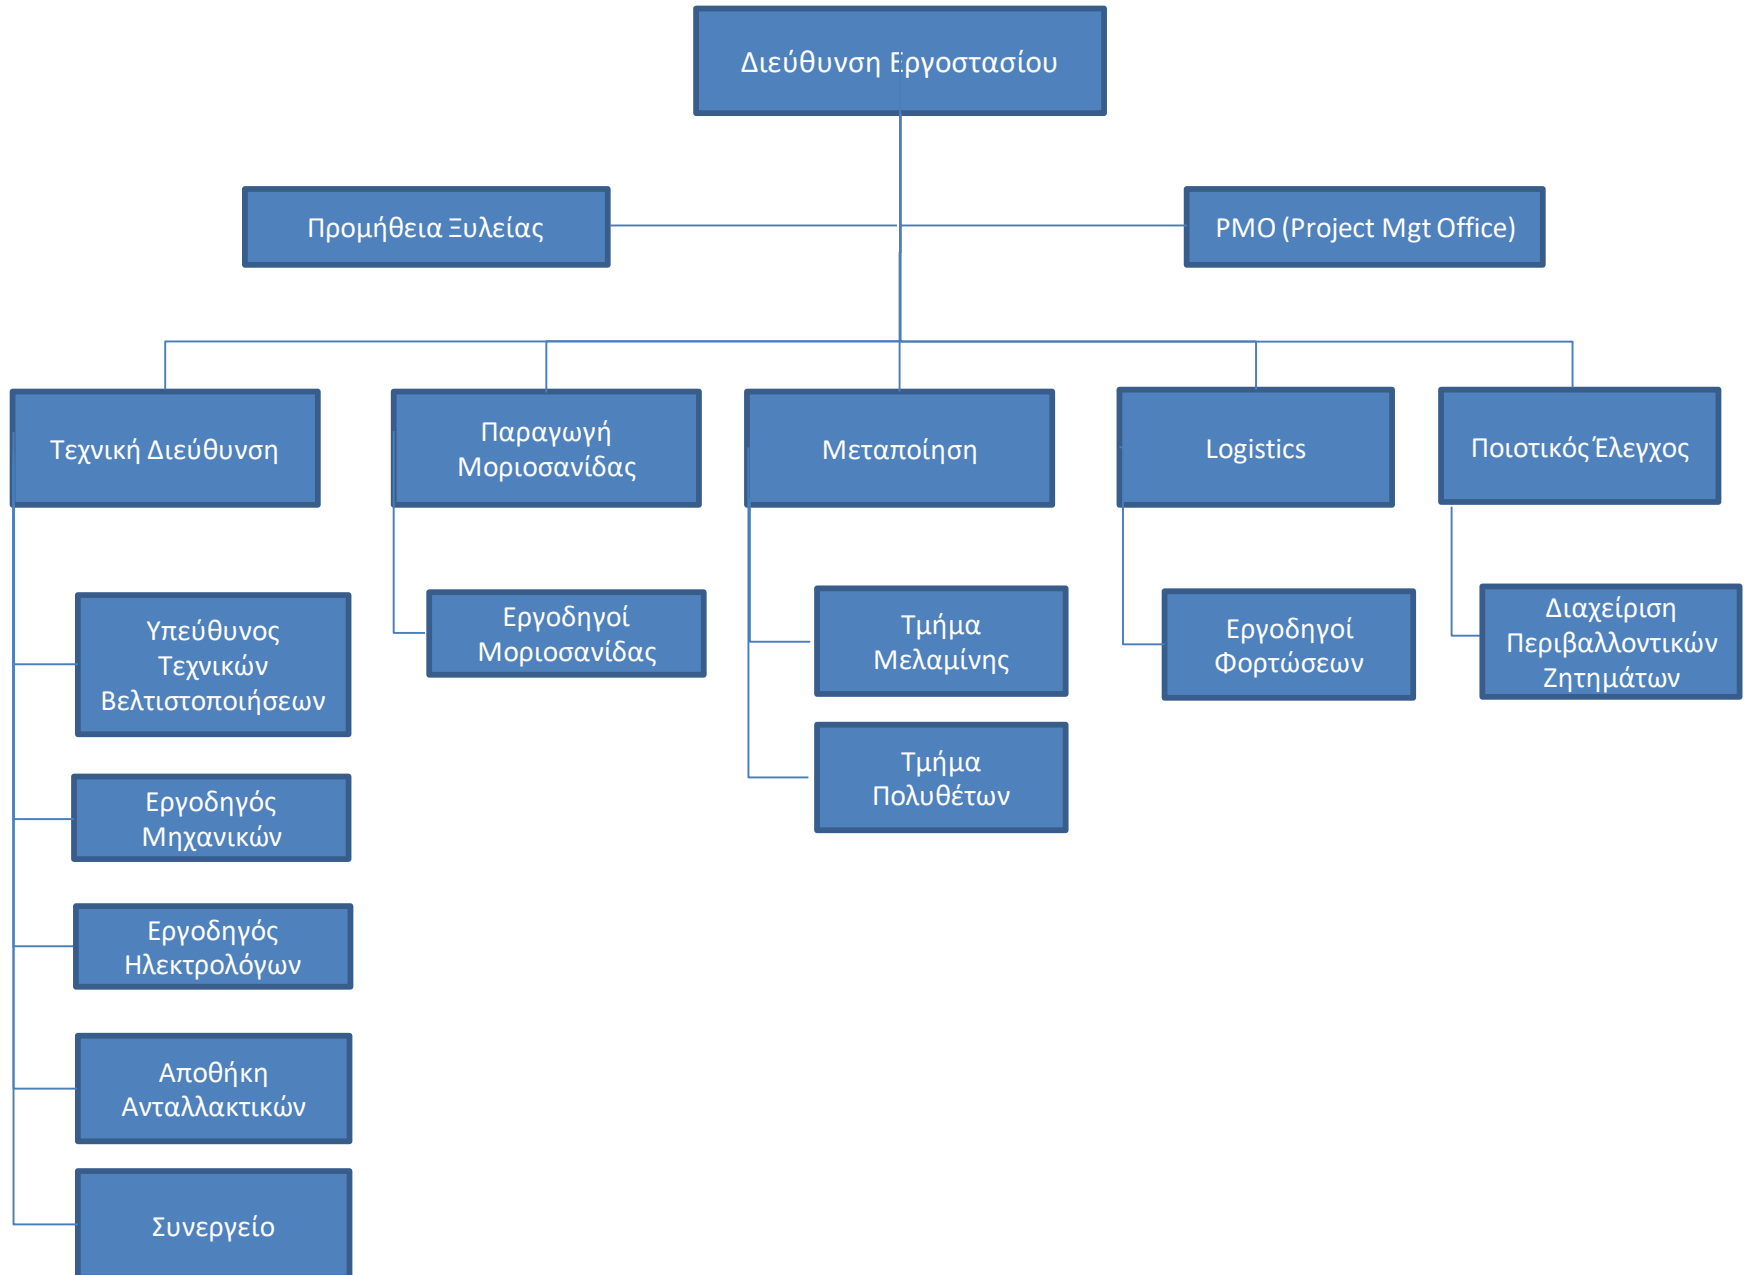 Διεύθυνση Εργοστασίου
Προμήθεια Ξυλείας
PMO (Project Mgt Office)
Τεχνική Διεύθυνση
Παραγωγή
Μοριοσανίδας
Μεταποίηση
Logistics
Ποιοτικός Έλεγχος
Υπεύθυνος
Τεχνικών
Βελτιστοποιήσεων
Εργοδηγοί
Μοριοσανίδας
Τμήμα
Μελαμίνης
Εργοδηγοί
Φορτώσεων
Διαχείριση
Περιβαλλοντικών
Ζητημάτων
Τμήμα
Πολυθέτων
Εργοδηγός
Μηχανικών
Εργοδηγός
Ηλεκτρολόγων
Αποθήκη
Ανταλλακτικών
Συνεργείο